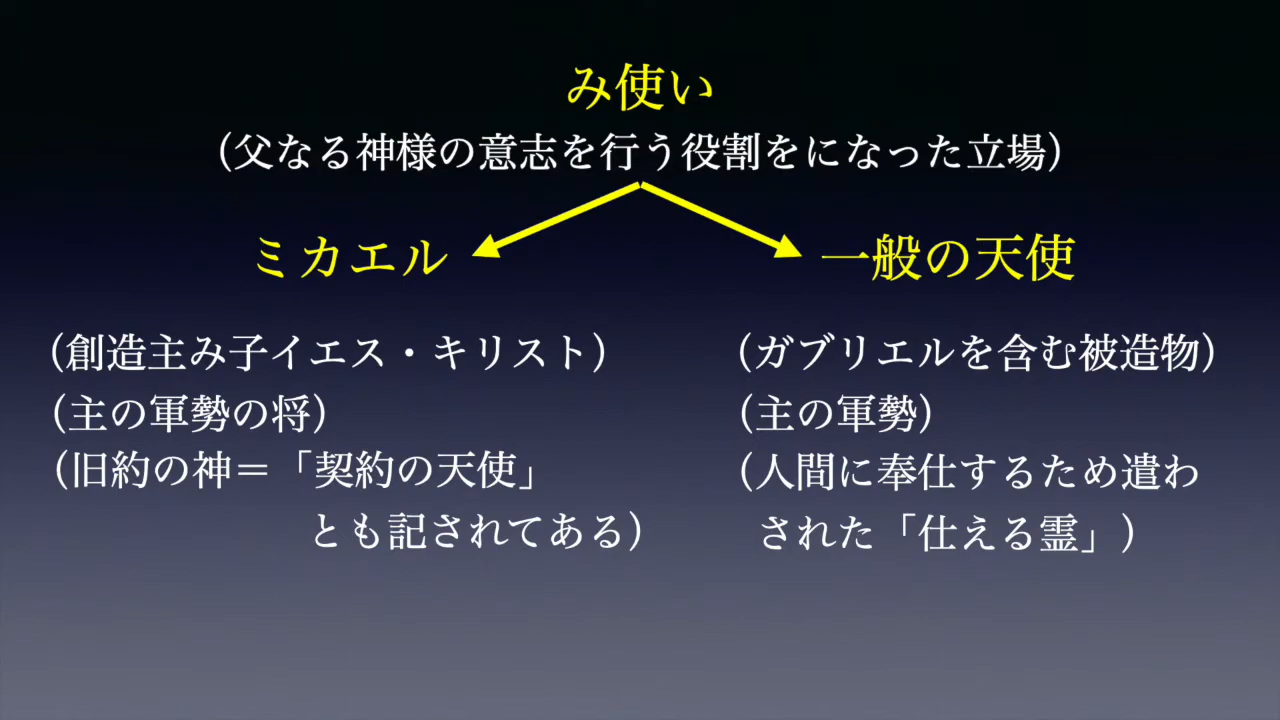 み使い
(父なる神様の意志を行う役割をになった立場)
ミカエル
一般の天使
(創造主み子イエス・キリスト)
(主の軍勢の将)
(旧約の神＝「契約の天使」
とも記されてある)
(ガブリエルを含む被造物)
(主の軍勢)
(人間に奉仕するため遣わ
された「仕える霊」)